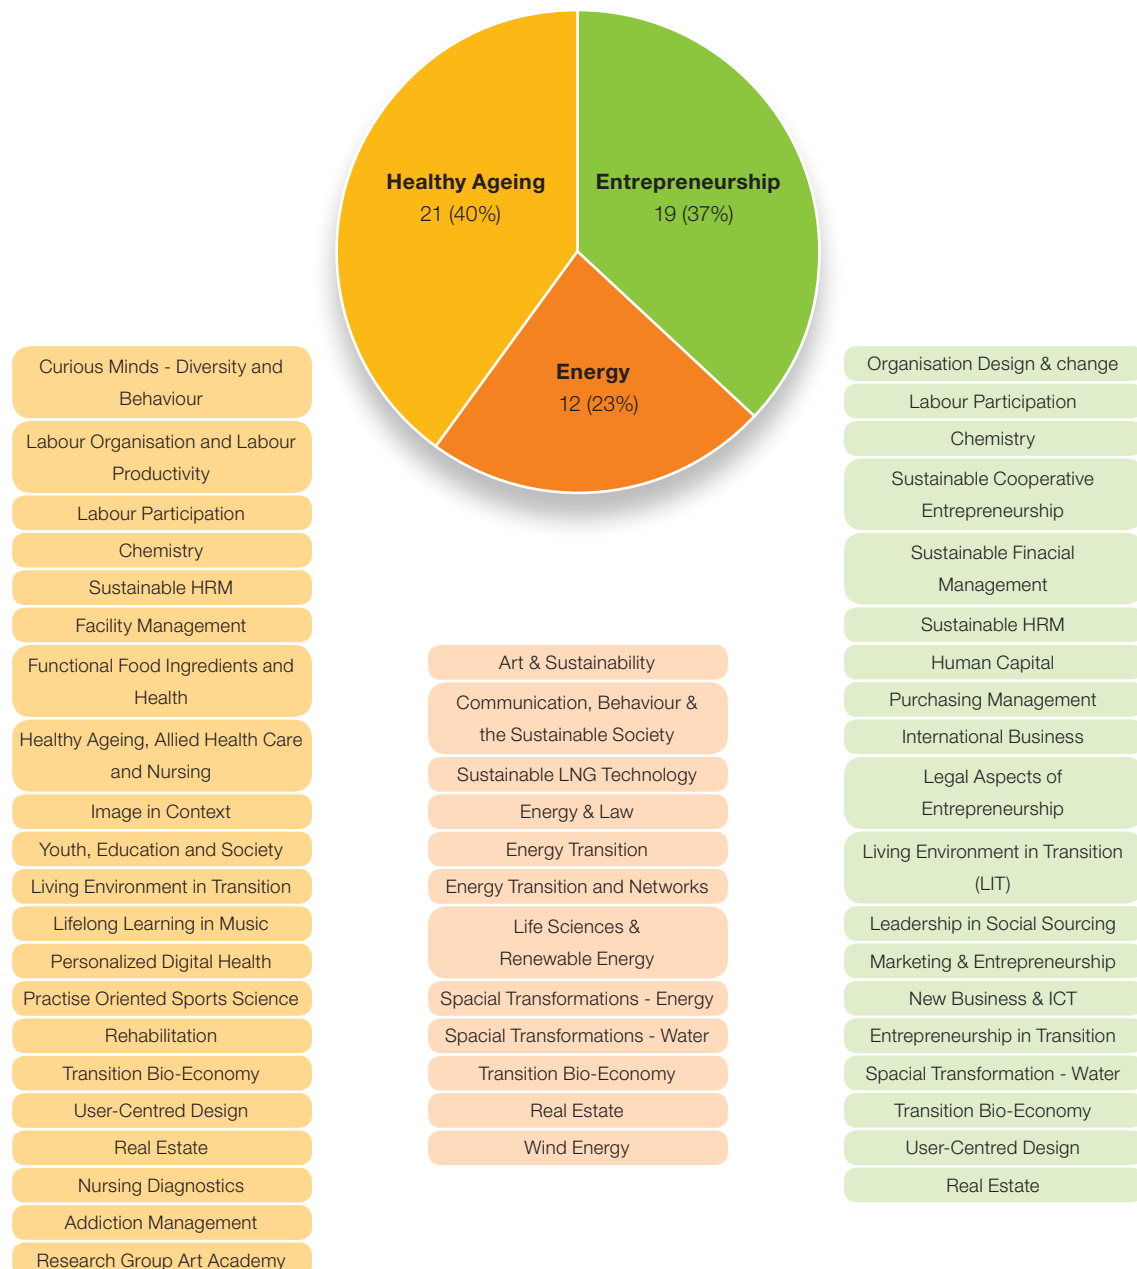 Healthy Ageing
21 (40%)
Entrepreneurship
19 (37%)
Energy
12 (23%)
Curious Minds - Diversity and
Behaviour
Labour Organisation and Labour
Productivity
Labour Participation
Chemistry
Sustainable HRM
Facility Management
Functional Food Ingredients and
Health
Healthy Ageing, Allied Health Care
and Nursing
Image in Context
Youth, Education and Society
Living Environment in Transition
Lifelong Learning in Music
Personalized Digital Health
Practise Oriented Sports Science
Rehabilitation
Transition Bio-Economy
User-Centred Design
Real Estate
Nursing Diagnostics
Addiction Management
Research Group Art Academy
Art & Sustainability
Communication, Behaviour &
the Sustainable Society
Sustainable LNG Technology
Energy & Law
Energy Transition
Energy Transition and Networks
Life Sciences &
Renewable Energy
Spacial Transformations - Energy
Spacial Transformations - Water
Transition Bio-Economy
Real Estate
Wind Energy
Organisation Design & change
Labour Participation
Chemistry
Sustainable Cooperative
Entrepreneurship
Sustainable Finacial
Management
Sustainable HRM
Human Capital
Purchasing Management
International Business
Legal Aspects of
Entrepreneurship
Living Environment in Transition
(LIT)
Leadership in Social Sourcing
Marketing & Entrepreneurship
New Business & ICT
Entrepreneurship in Transition
Spacial Transformation - Water
Transition Bio-Economy
User-Centred Design
Real Estate